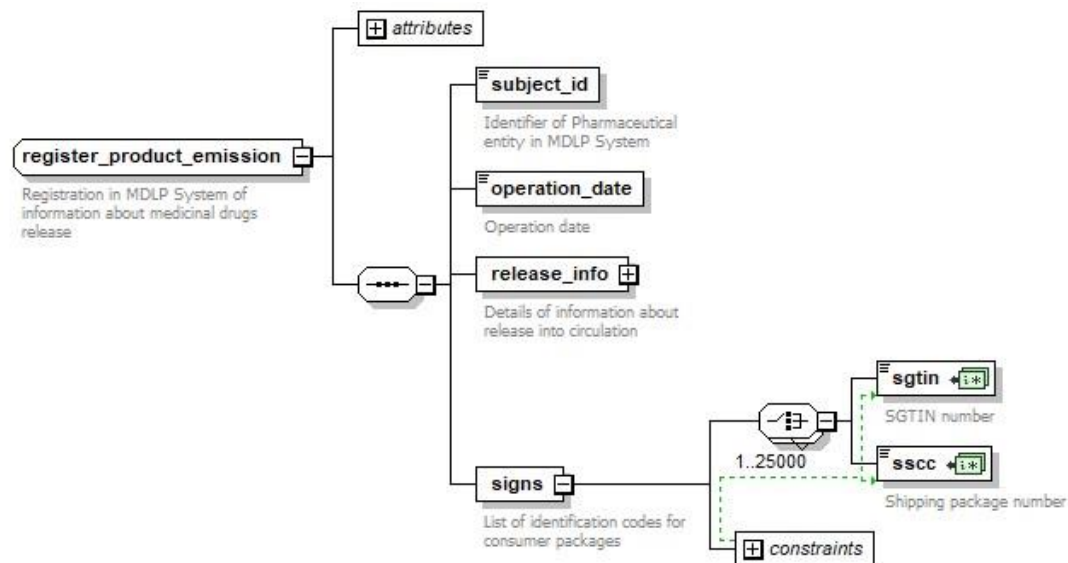 attributes
subject_id
Identifier of Pharmaceutical
entity in MDLP System
register_product_emission
Registration in MDLP System of
information about medicinal drugs
release
operation_date
Operation date
release_info
Details of information about
release into circulation
sgtin
SGTIN number
1..25000
sscc
Shipping package number
signs
List of identification codes for
consumer packages
constraints